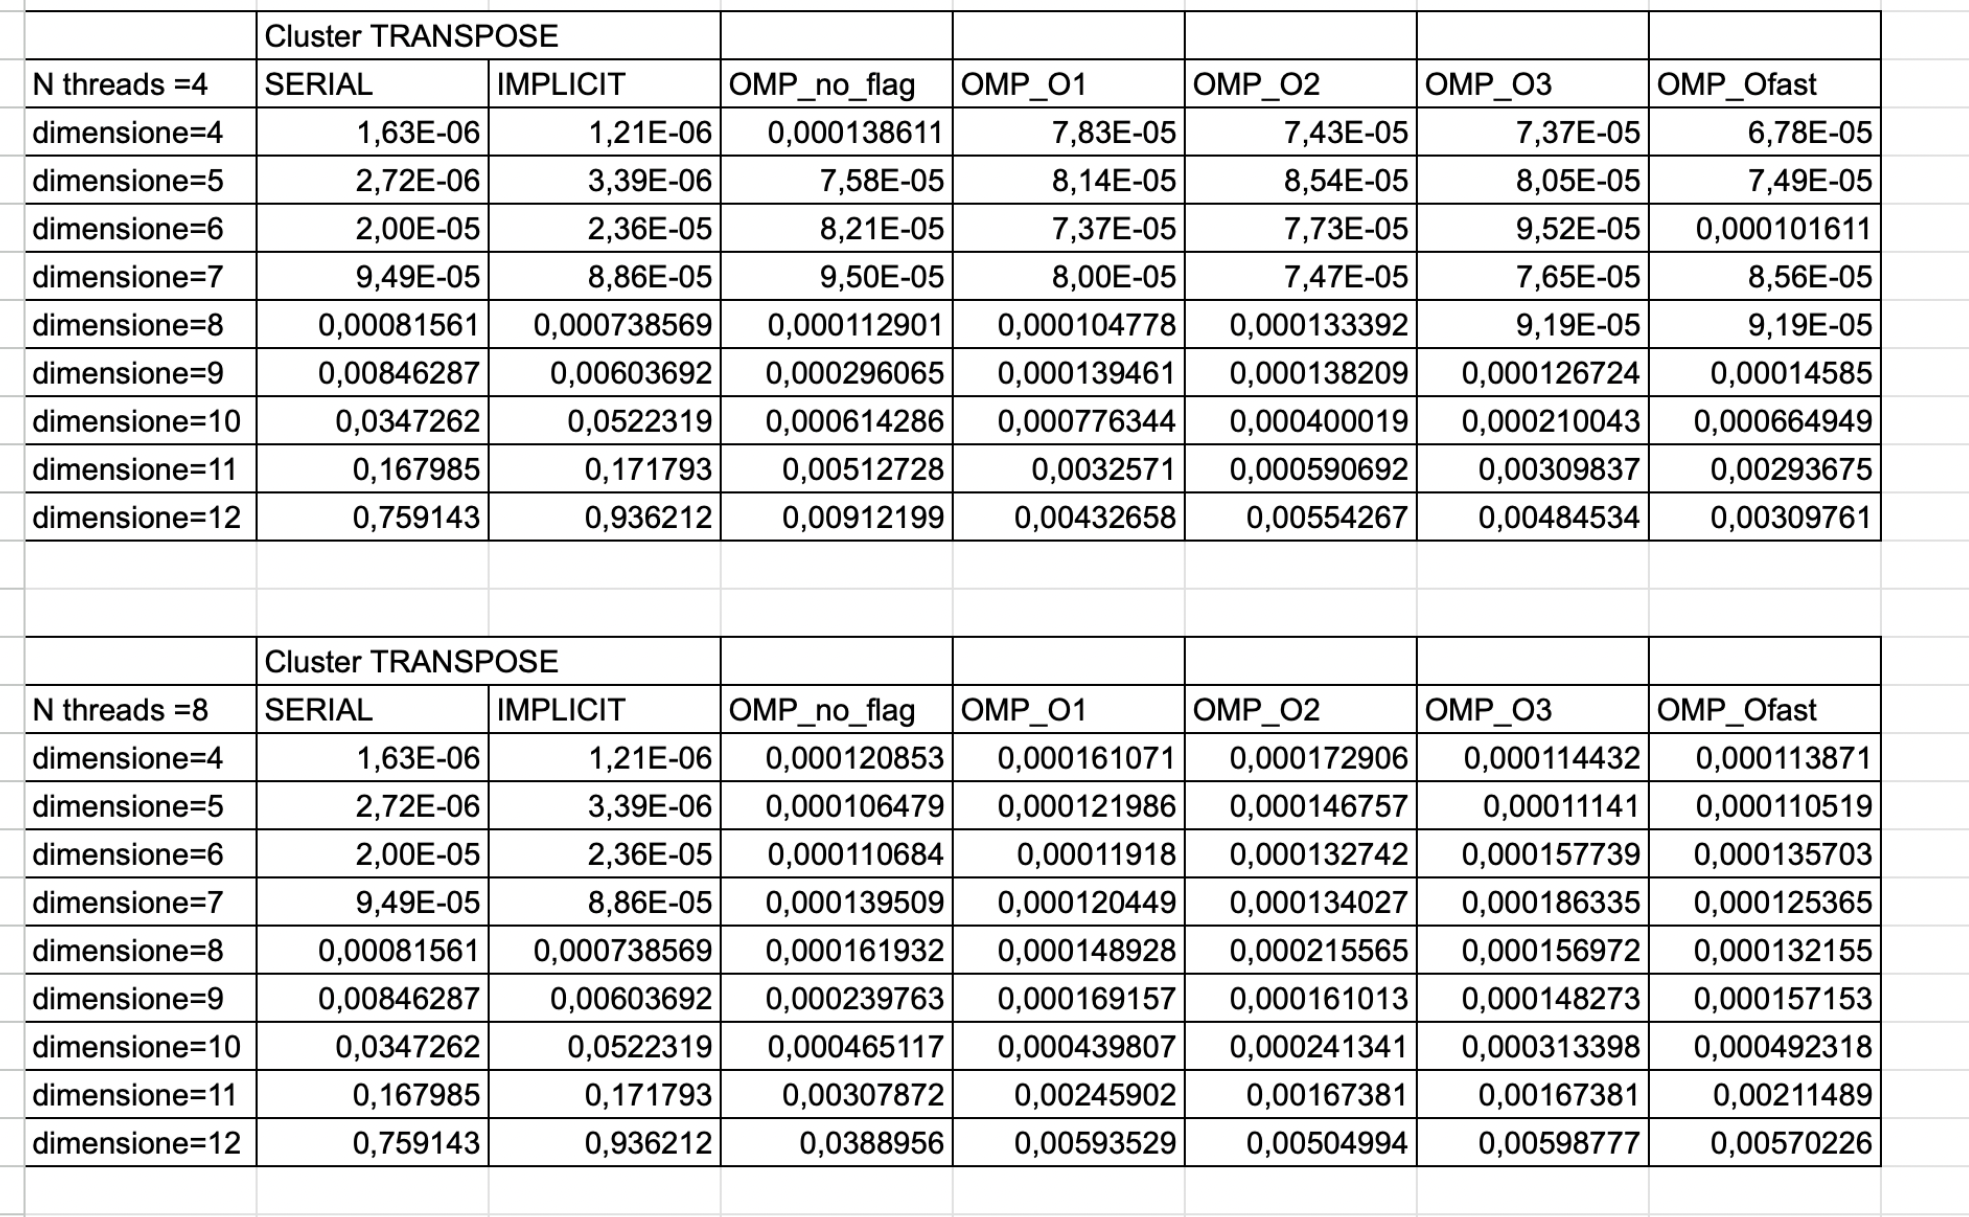 Cluster TRANSPOSE
N threads =4 SERIAL IMPLICIT OMP_no_flag OMP_O1 OMP_O2 OMP_O3 OMP_Ofast
dimensione=4 1,63E-06 1,21E-06 0,000138611 7,83E-05 7,43E-05 7,37E-05 6,78E-05
dimensione=5 2,72E-06 3,39E-06 7,58E-05 8,14E-05 8,54E-05 8,05E-05 7,49E-05
dimensione=6 2,00E-05 2,36E-05 8,21E-05 7,37E-05 7,73E-05 9,52E-05 0,000101611
dimensione=7 9,49E-05 8,86E-05 9,50E-05 8,00E-05 7,47E-05 7,65E-05 8,56E-05
dimensione=8 0,00081561 0,000738569 0,000112901 0,000104778 0,000133392 9,19E-05 9,19E-05
dimensione=9 0,00846287 0,00603692 0,000296065 0,000139461 0,000138209 0,000126724 0,00014585
dimensione=10 0,0347262 0,0522319 0,000614286 0,000776344 0,000400019 0,000210043 0,000664949
dimensione=11 0,167985 0,171793 0,00512728 0,0032571 0,000590692 0,00309837 0,00293675
dimensione=12 0,759143 0,936212 0,00912199 0,00432658 0,00554267 0,00484534 0,00309761
Cluster TRANSPOSE
N threads =8 SERIAL IMPLICIT OMP_no_flag OMP_O1 OMP_O2 OMP_O3 OMP_Ofast
dimensione=4 1,63E-06 1,21E-06 0,000120853 0,000161071 0,000172906 0,000114432 0,000113871
dimensione=5 2,72E-06 3,39E-06 0,000106479 0,000121986 0,000146757 0,00011141 0,000110519
dimensione=6 2,00E-05 2,36E-05 0,000110684 0,00011918 0,000132742 0,000157739 0,000135703
dimensione=7 9,49E-05 8,86E-05 0,000139509 0,000120449 0,000134027 0,000186335 0,000125365
dimensione=8 0,00081561 0,000738569 0,000161932 0,000148928 0,000215565 0,000156972 0,000132155
dimensione=9 0,00846287 0,00603692 0,000239763 0,000169157 0,000161013 0,000148273 0,000157153
dimensione=10 0,0347262 0,0522319 0,000465117 0,000439807 0,000241341 0,000313398 0,000492318
dimensione=11 0,167985 0,171793 0,00307872 0,00245902 0,00167381 0,00167381 0,00211489
dimensione=12 0,759143 0,936212 0,0388956 0,00593529 0,00504994 0,00598777 0,00570226